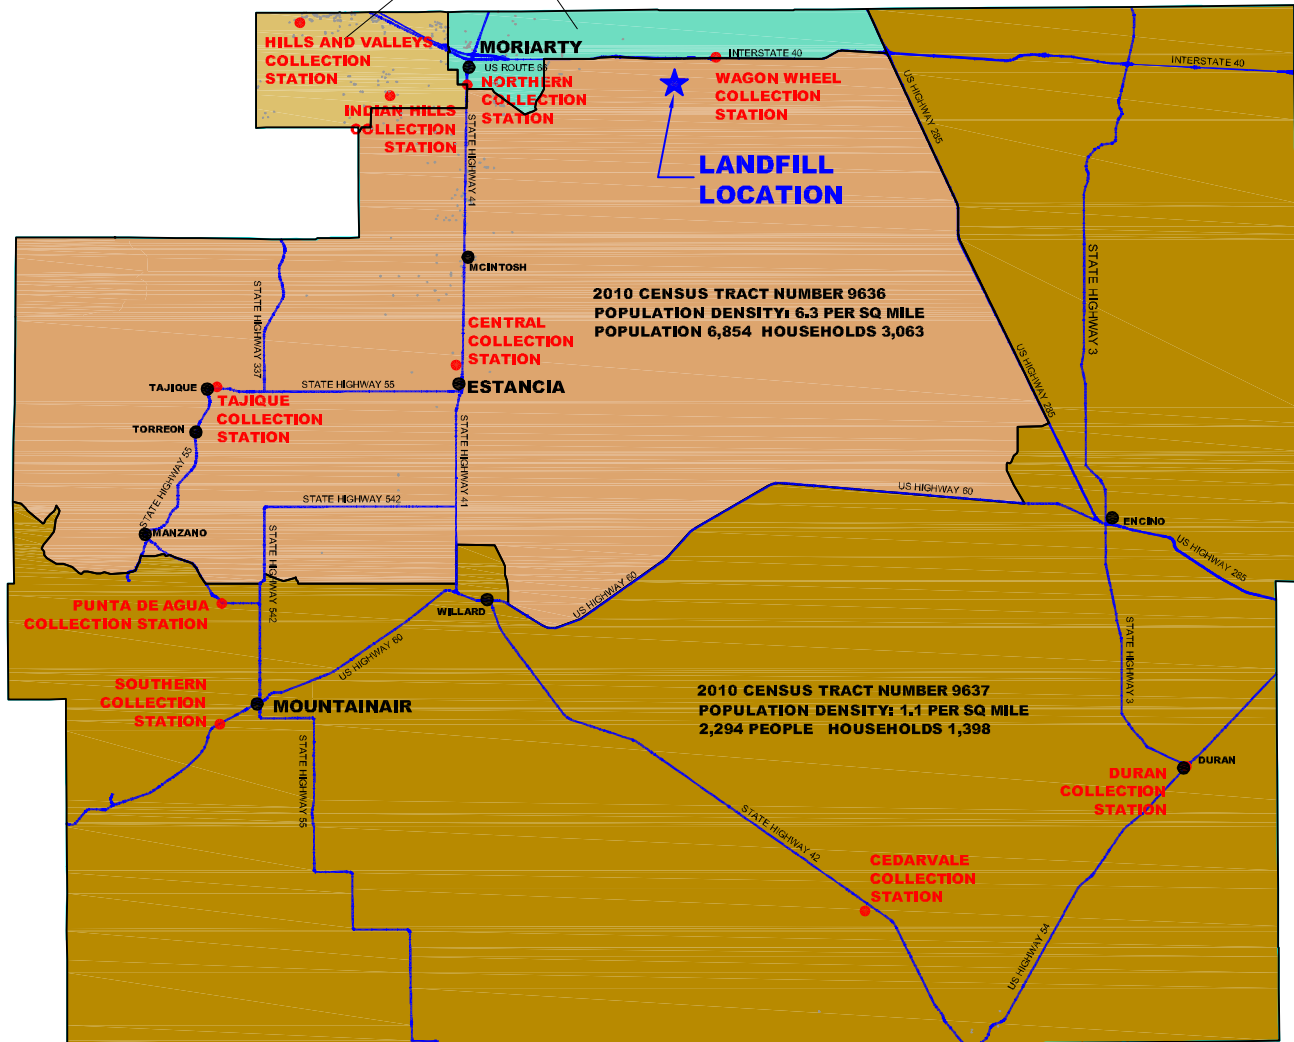 HILLS AND VALLEYS
COLLECTION
STATION
MORIARTY
US ROUTE 66
INTERSTATE 40
INTERSTATE 40
NORTHERN
COLLECTION
STATION
WAGON WHEEL
COLLECTION
STATION
INDIAN HILLS
COLLECTION
STATION
US HIGHWAY 285
STATE HIGHWAY 41
LANDFILL
LOCATION
MCINTOSH
STATE HIGHWAY 3
2010 CENSUS TRACT NUMBER 9636
POPULATION DENSITY: 6.3 PER SQ MILE
POPULATION 6,854 HOUSEHOLDS 3,063
STATE HIGHWAY 337
CENTRAL
COLLECTION
STATION
US HIGHWAY 285
TAJIQUE
STATE HIGHWAY 55
ESTANCIA
TAJIQUE
COLLECTION
STATION
TORREON
STATE HIGHWAY 55
STATE HIGHWAY 41
STATE HIGHWAY 542
US HIGHWAY 60
MANZANO
ENCINO
US HIGHWAY 285
STATE HIGHWAY 542
US HIGHWAY 60
PUNTA DE AGUA
COLLECTION STATION
WILLARD
US HIGHWAY 60
STATE HIGHWAY 3
SOUTHERN
COLLECTION
STATION
MOUNTAINAIR
2010 CENSUS TRACT NUMBER 9637
POPULATION DENSITY: 1.1 PER SQ MILE
2,294 PEOPLE HOUSEHOLDS 1,398
STATE HIGHWAY 55
DURAN
DURAN
COLLECTION
STATION
STATE HIGHWAY 42
CEDARVALE
COLLECTION
STATION
US HIGHWAY 54